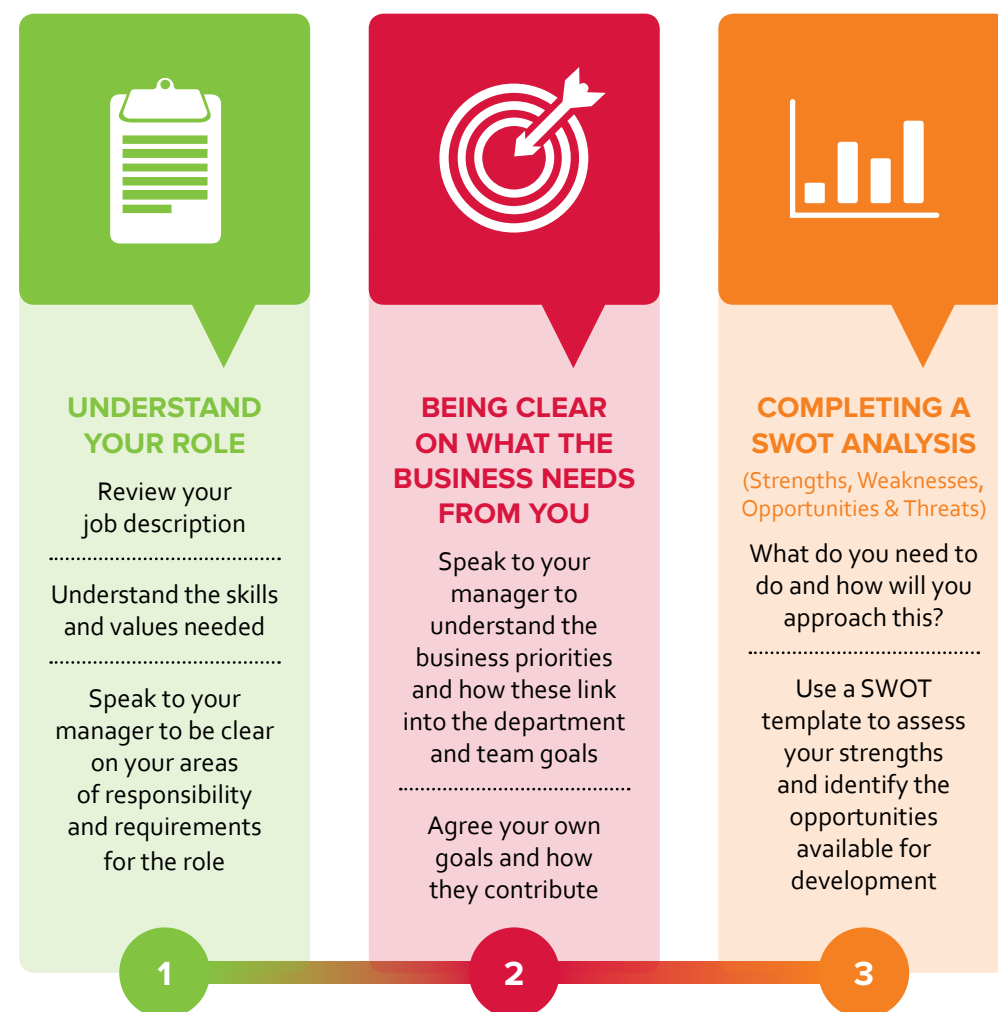 UNDERSTAND
YOUR ROLE
Review your
job description
Understand the skills
and values needed
Speak to your
manager to be clear
on your areas
of responsibility
and requirements
for the role
1
BEING CLEAR
ON WHAT THE
BUSINESS NEEDS
FROM YOU
Speak to your
manager to
understand the
business priorities
and how these link
into the department
and team goals
Agree your own
goals and how
they contribute
2
COMPLETING A
SWOT ANALYSIS
(Strengths, Weaknesses,
Opportunities & Threats)
What do you need to
do and how will you
approach this?
Use a SWOT
template to assess
your strengths
and identify the
opportunities
available for
development
3